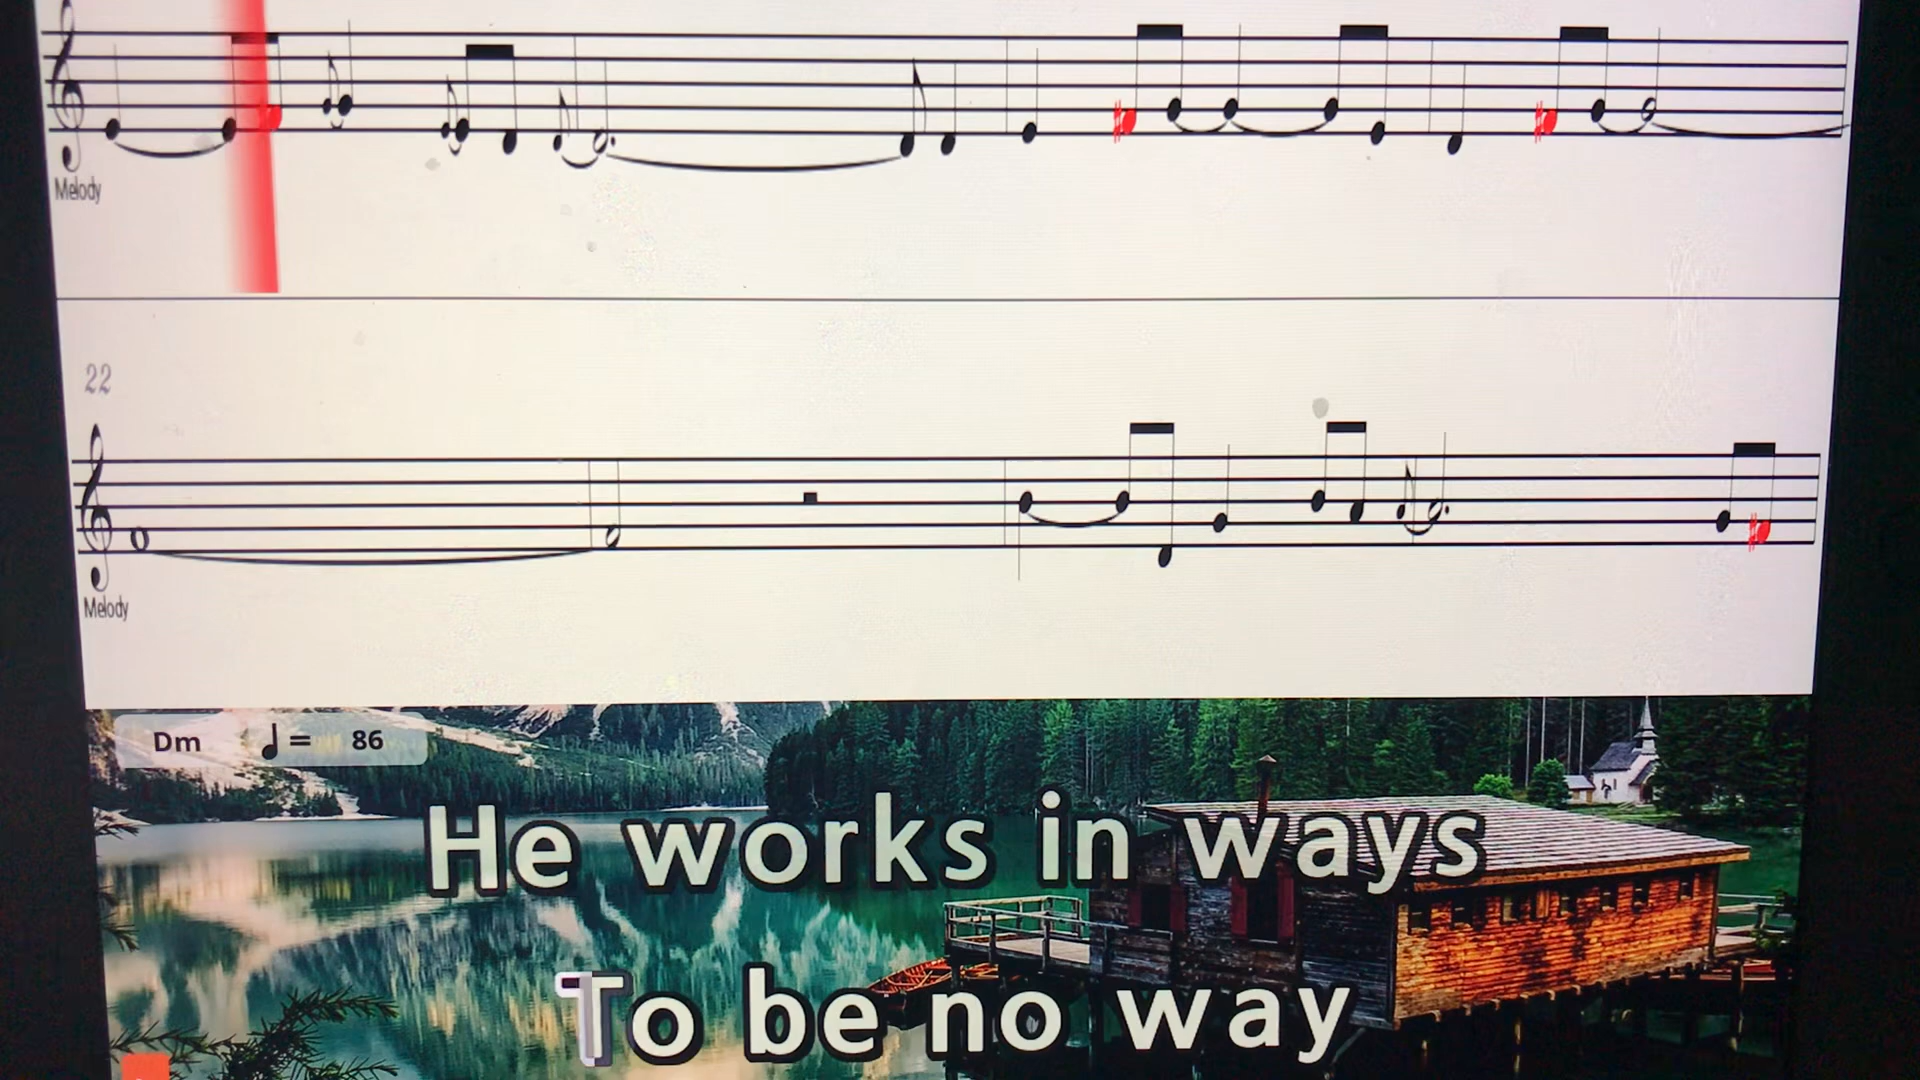 Melody
22
Melody
Dm ♩= 86
He works in ways
To be no way